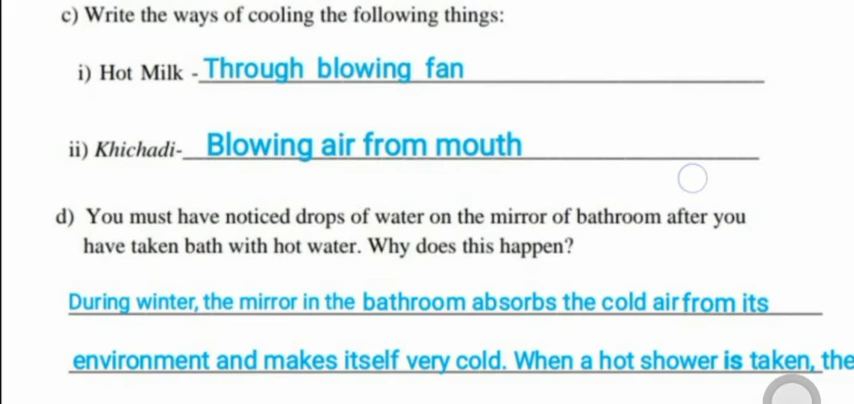 c) Write the ways of cooling the following things:
i) Hot Milk - Through blowing fan
ii) Khichadi- Blowing air from mouth
d) You must have noticed drops of water on the mirror of bathroom after you
have taken bath with hot water. Why does this happen?
During winter, the mirror in the bathroom absorbs the cold air from its
environment and makes itself very cold. When a hot shower is taken, the